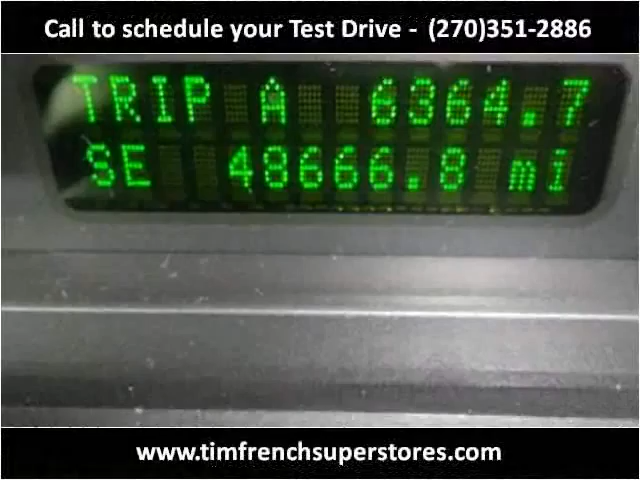 Call to schedule your Test Drive - (270)351-2886
TRIP A 6364.7
SE 48666.8 mi
www.timfrenchsuperstores.com